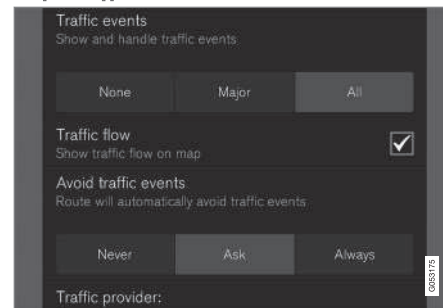 Traffic events
Show and handle traffic events
None Major All
Traffic flow
Show traffic flow on map
Avoid traffic events
Route will automatically avoid traffic events
Never Ask Always
Traffic provider:
G053175